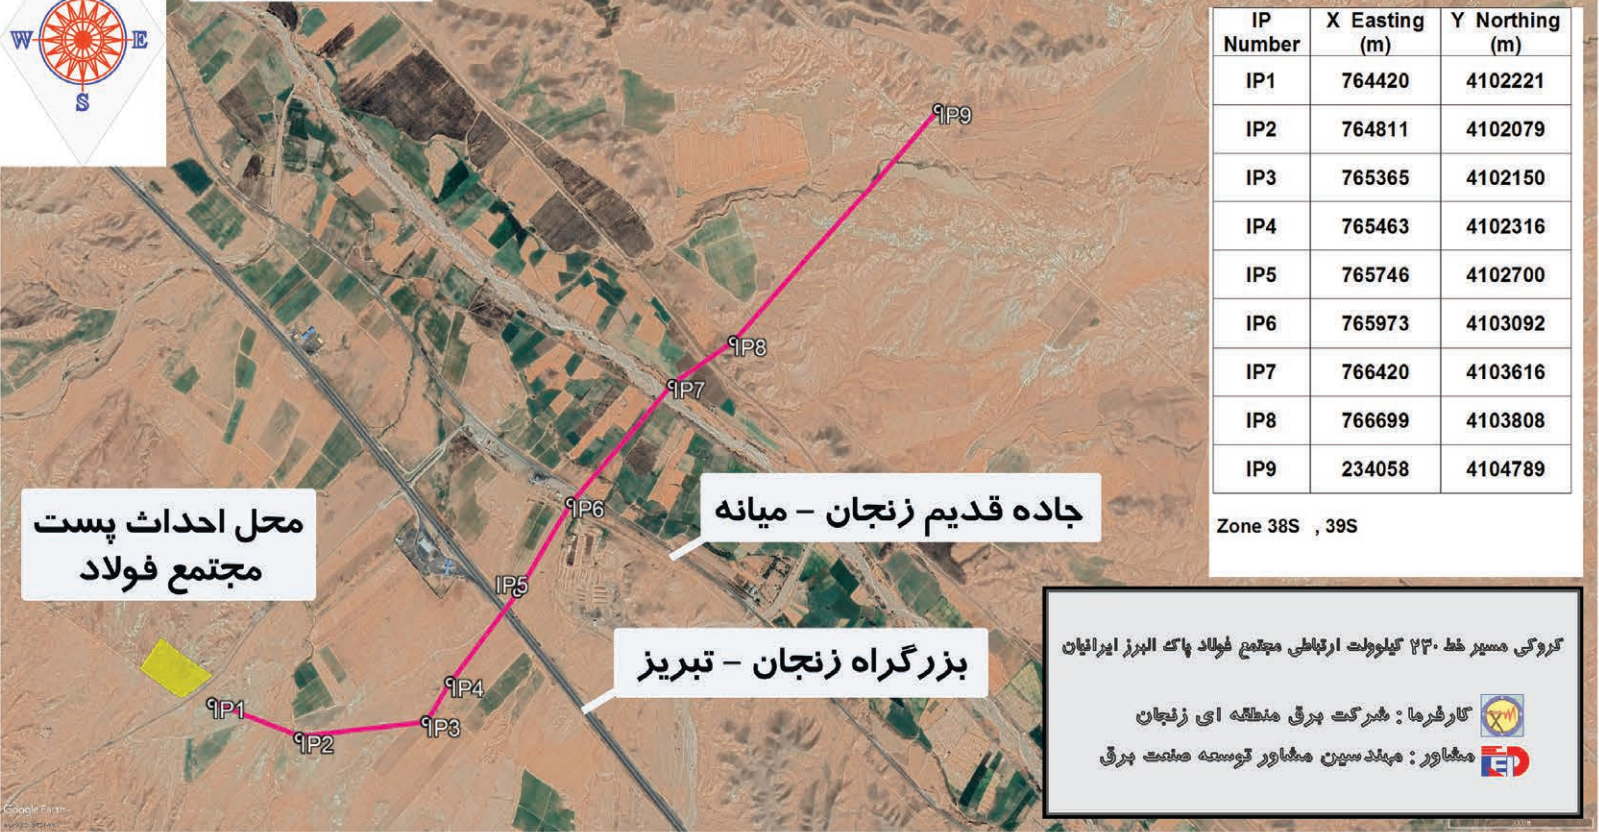 W
E
S
IP Number
X Easting (m)
Y Northing (m)
IP1 764420 4102221
IP2 764811 4102079
IP3 765365 4102150
IP4 765463 4102316
IP5 765746 4102700
IP6 765973 4103092
IP7 766420 4103616
IP8 766699 4103808
IP9 234058 4104789
Zone 38S , 39S
IP9
IP8
IP7
IP6
IP5
IP4
IP3
IP2
IP1
جاده قدیم زنجان – میانه
محل احداث پست
مجتمع فولاد
بزرگراه زنجان – تبریز
کروکی مسیر خط ۲۳۰ کیلوولت ارتباطی مجتمع فولاد پاک البرز ایرانیان
کارفرما : شرکت برق منطقه ای زنجان
مشاور : مهندسین مشاور توسعه صنعت برق
Google Earth